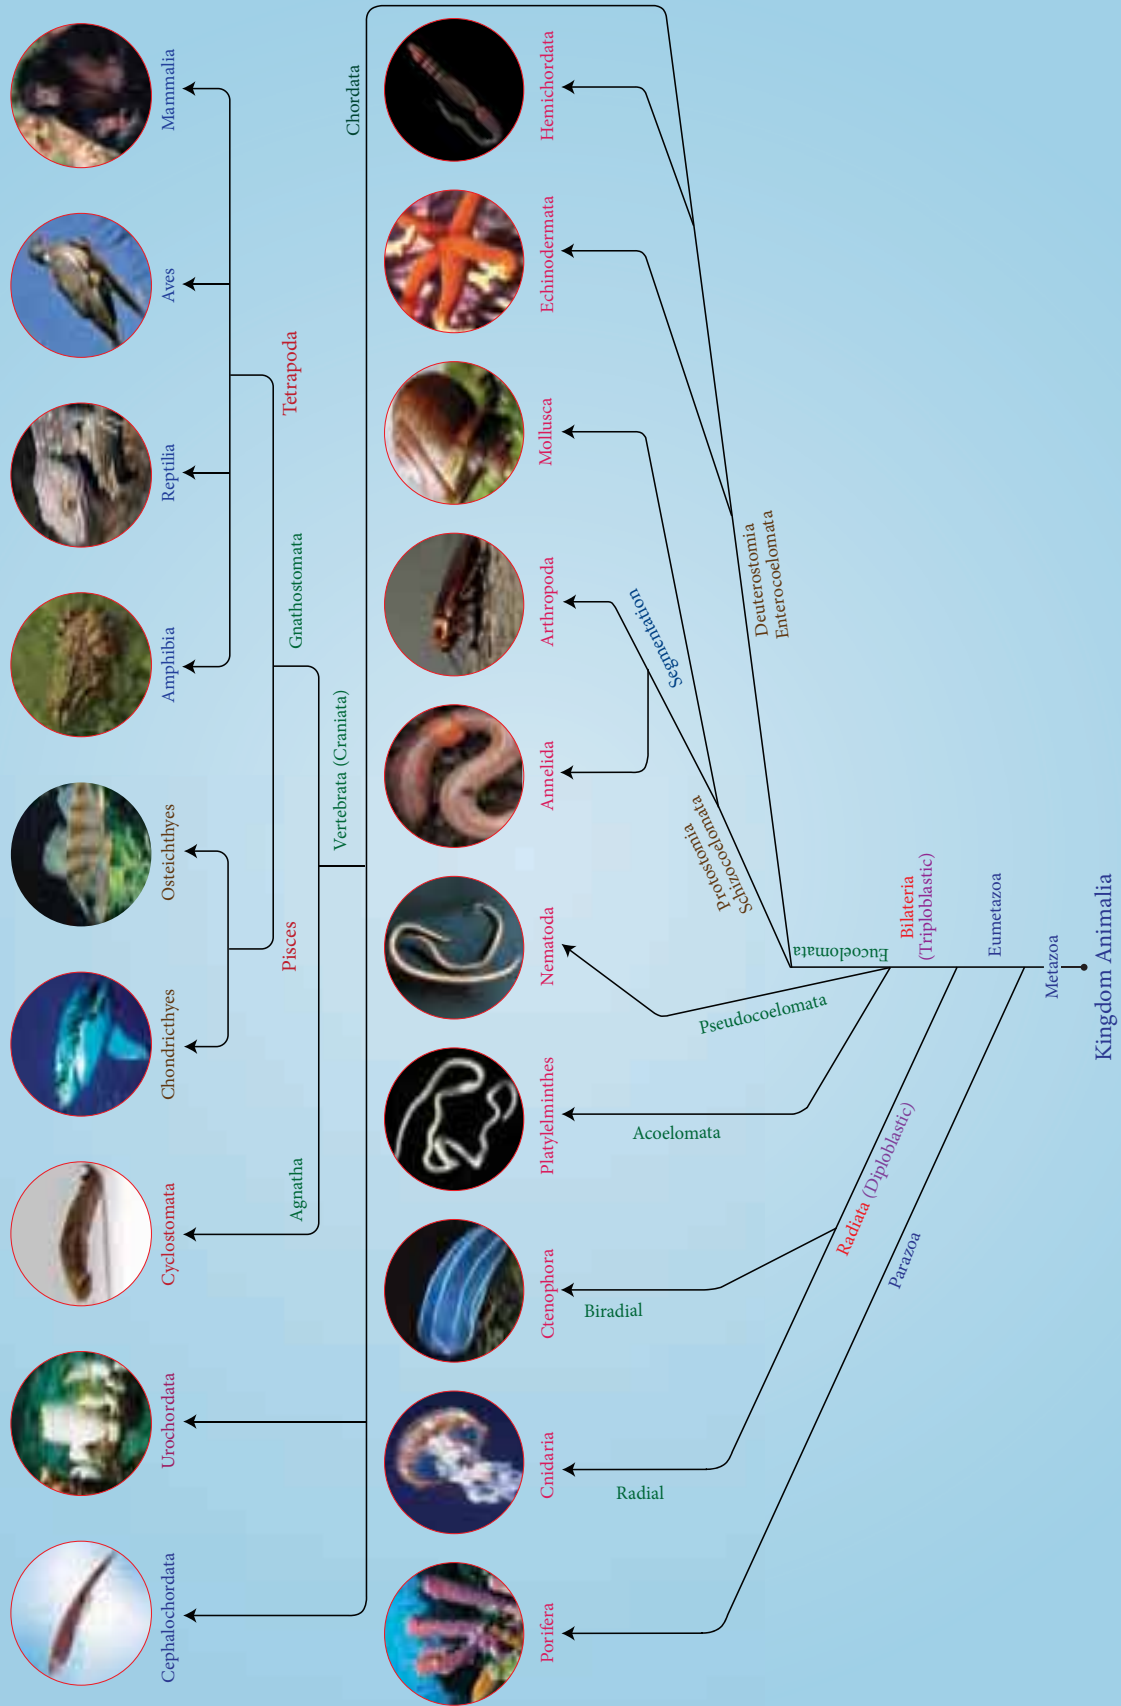 Kingdom Animalia
Metazoa
Eumetazoa
Parazoa
Bilateria
(Triploblastic)
Radiata (Diploblastic)
Eucoelomata
Pseudocoelomata
Acoelomata
Biradial
Radial
Protostomia
Schizocoelomata
Deuterostomia
Enterocoelomata
Segmentation
Porifera
Cnidaria
Ctenophora
Platylelminthes
Nematoda
Annelida
Arthropoda
Mollusca
Echinodermata
Hemichordata
Chordata
Vertebrata (Craniata)
Agnatha
Gnathostomata
Pisces
Tetrapoda
Cephalochordata
Urochordata
Cyclostomata
Chondricthyes
Osteichthyes
Amphibia
Reptilia
Aves
Mammalia